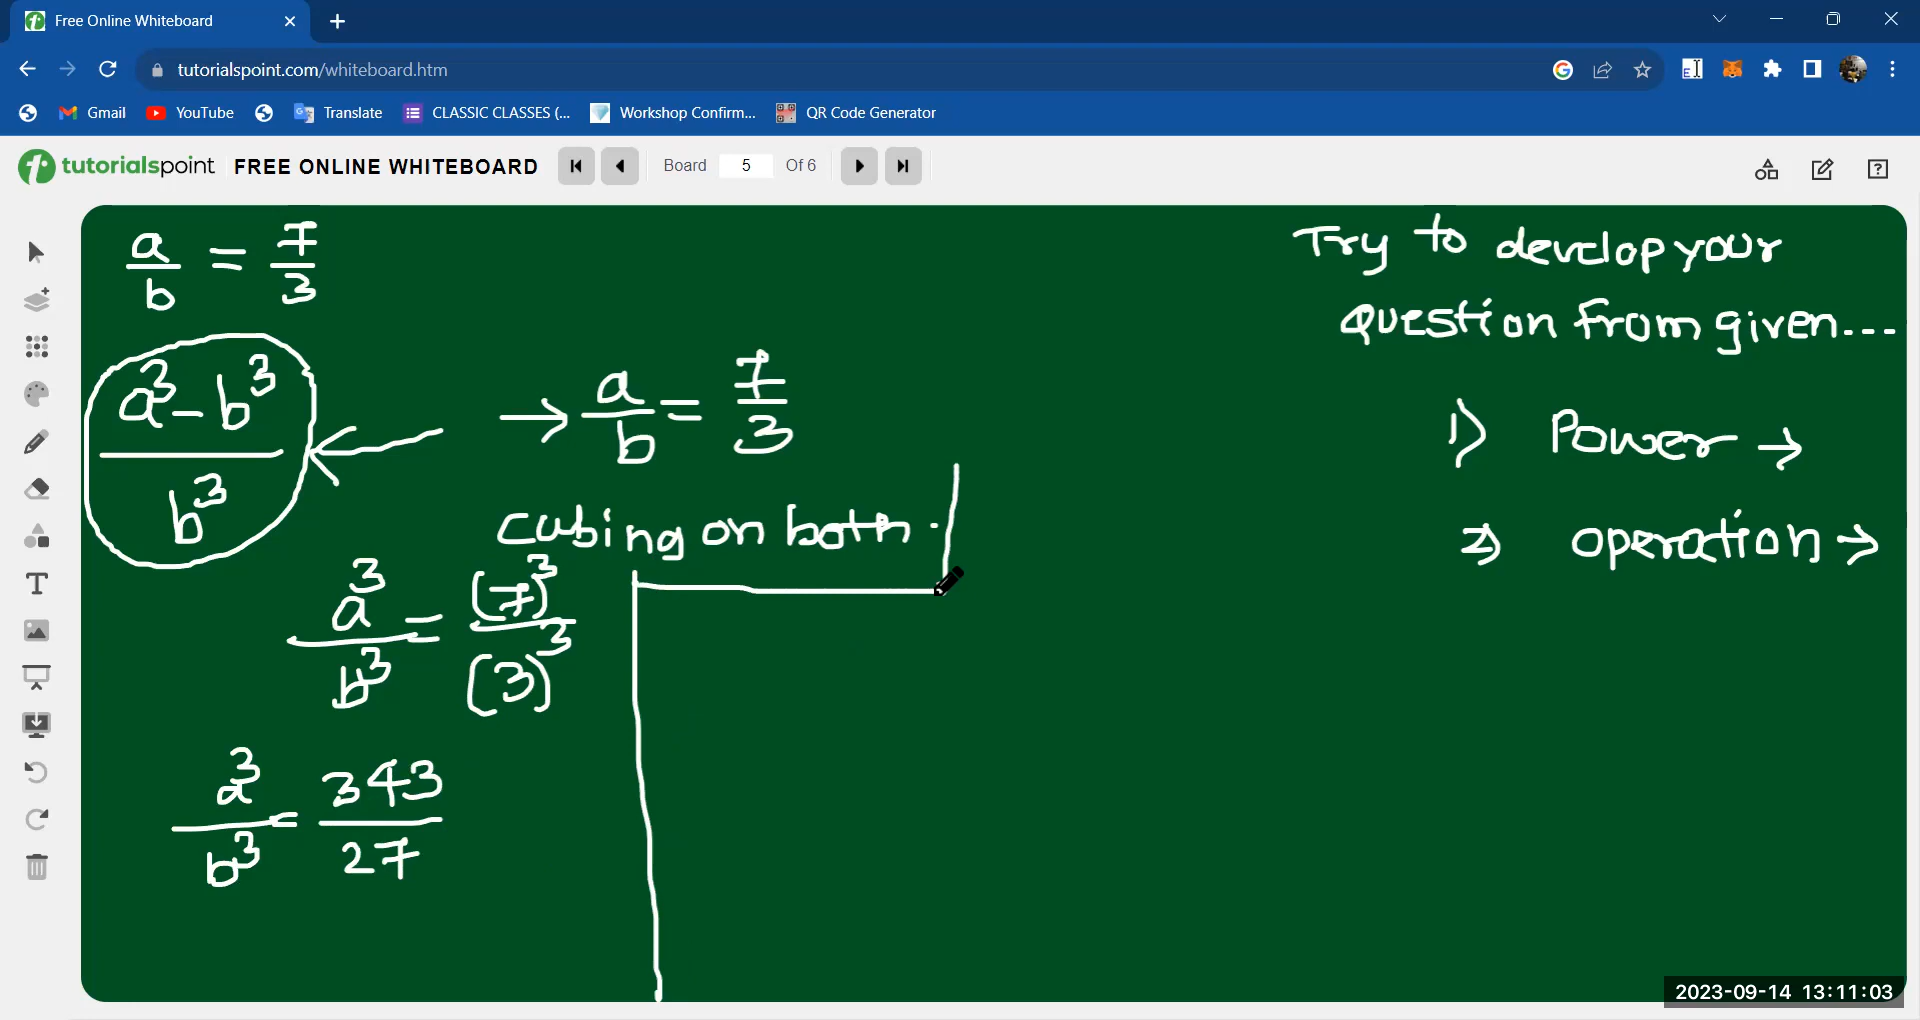 Free Online Whiteboard
tutorialspoint.com/whiteboard.htm
Gmail YouTube Translate CLASSIC CLASSES (... Workshop Confirm... QR Code Generator
tutorialspoint FREE ONLINE WHITEBOARD Board 5 Of 6
a/b = 7/3
(a³ - b³)/b³
→ a/b = 7/3
cubing on both -
a³/b³ = (7)³/(3)³
a³/b³ = 343/27
Try to develop your
question from given...
1) Power →
2) operation →
2023-09-14 13:11:03